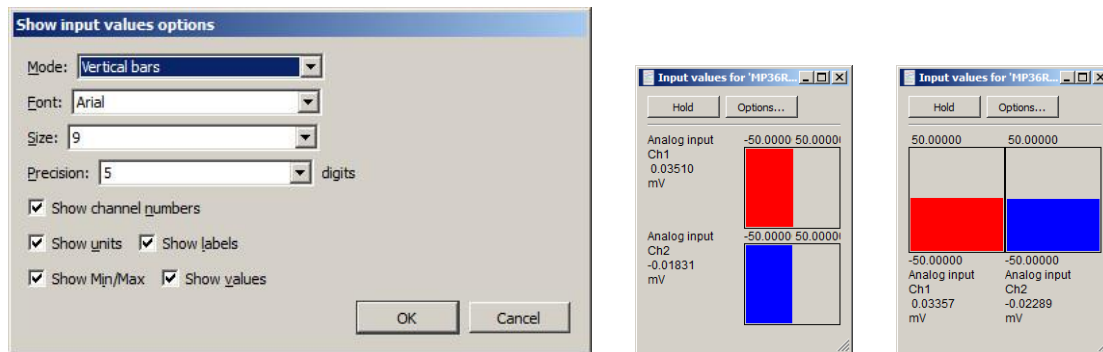 Show input values options
Mode: Vertical bars
Font: Arial
Size: 9
Precision: 5 digits
Show channel numbers
Show units Show labels
Show Min/Max Show values
OK Cancel
Input values for 'MP36R...
Hold Options...
Analog input -50.0000 50.0000
Ch1
0.03510
mV
Analog input -50.0000 50.0000
Ch2
-0.01831
mV
Input values for 'MP36R...
Hold Options...
50.00000 50.00000
-50.00000 -50.00000
Analog input Analog input
Ch1 Ch2
0.03357 -0.02289
mV mV